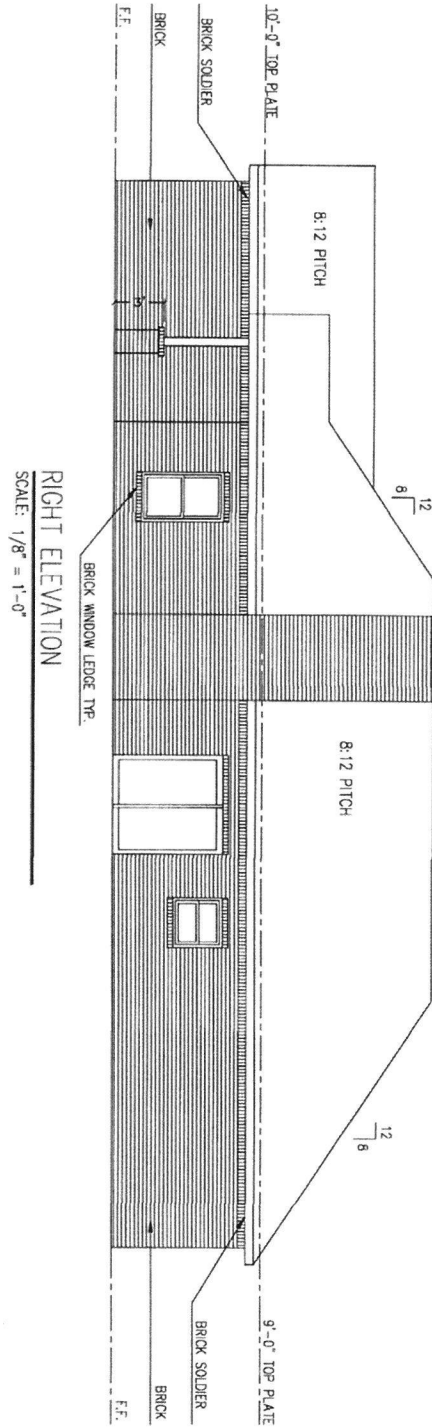 10'-0" TOP PLATE
BRICK SOLDIER
BRICK
F.F.
8:12 PITCH
12
8
3'
BRICK WINDOW LEDGE TYP.
8:12 PITCH
12
8
9'-0" TOP PLATE
BRICK SOLDIER
BRICK
F.F.
RIGHT ELEVATION
SCALE: 1/8" = 1'-0"